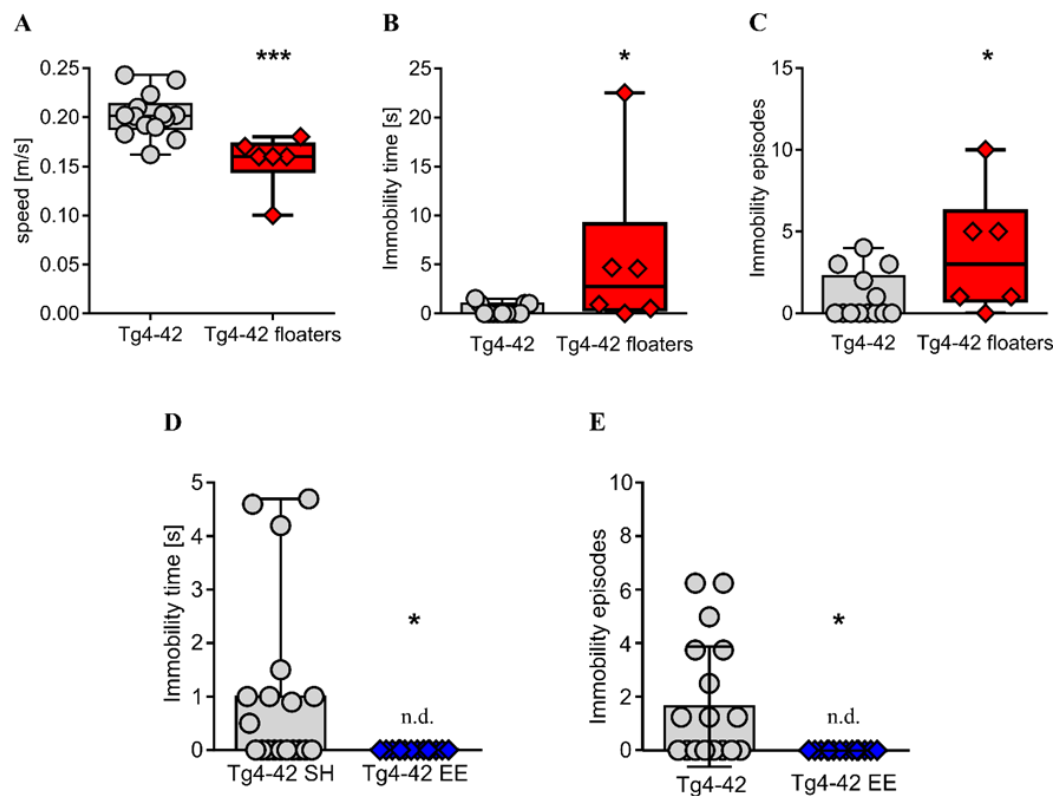 A
***
speed [m/s]
0.25
0.20
0.15
0.10
0.05
0.00
Tg4-42
Tg4-42 floaters
B
*
Immobility time [s]
25
20
15
10
5
0
Tg4-42
Tg4-42 floaters
C
*
Immobility episodes
15
10
5
0
Tg4-42
Tg4-42 floaters
D
Immobility time [s]
5
4
3
2
1
0
*
n.d.
Tg4-42 SH
Tg4-42 EE
E
Immobility episodes
10
8
6
4
2
0
*
n.d.
Tg4-42
Tg4-42 EE